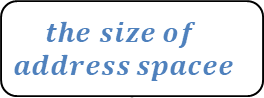 the size of
address spacee